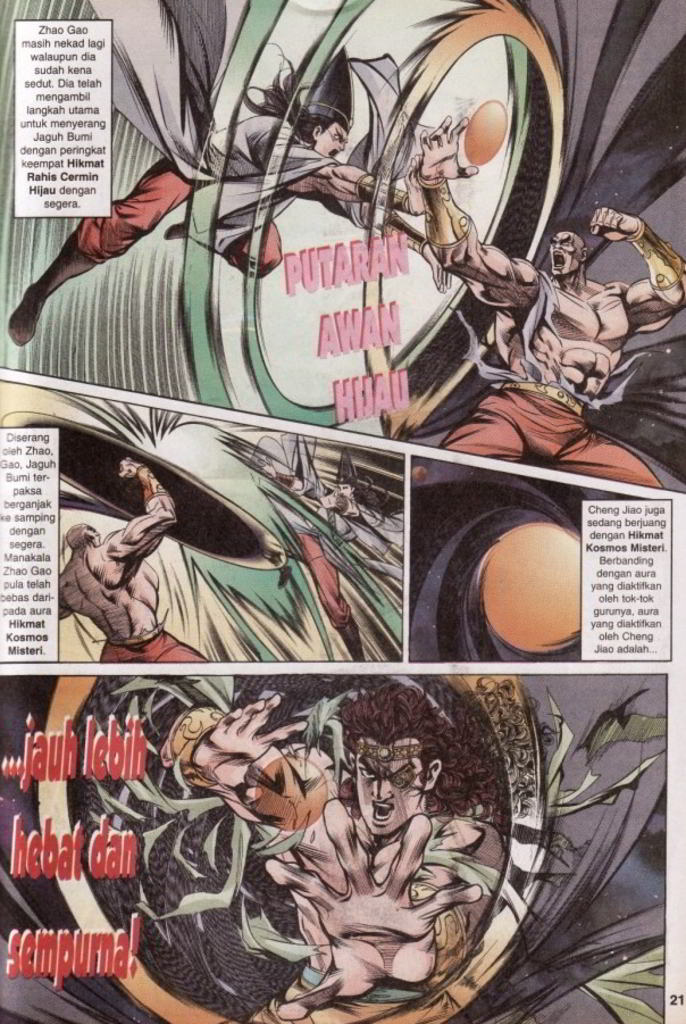 Zhao Gao
masih nekad lagi
walaupun dia
sudah kena
sedut. Dia telah
mengambil
langkah utama
untuk menyerang
Jaguh Bumi
dengan peringkat
keempat Hikmat
Rahis Cermin
Hijau dengan
segera.
PUTARAN
AWAN
HIJAU
Diserang
oleh Zhao,
Gao, Jaguh
Bumi ter-
paksa
berganjak
ke samping
dengan
segera.
Manakala
Zhao Gao
pula telah
bebas dari-
pada aura
Hikmat
Kosmos
Misteri.
Cheng Jiao juga
sedang berjuang
dengan Hikmat
Kosmos Misteri.
Berbanding
dengan aura
yang diaktifkan
oleh tok-tok
gurunya, aura
yang diaktifkan
oleh Cheng
Jiao adalah...
...jauh lebih
hebat dan
sempurna!
21